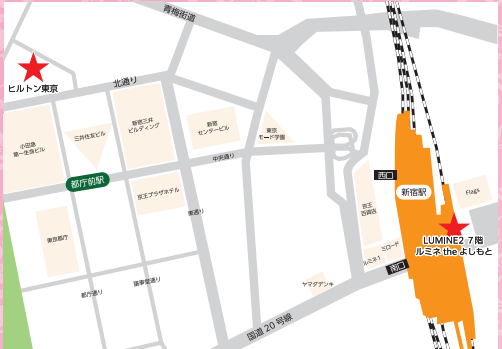 青梅街道
ヒルトン東京
北通り
小田急
第一生命ビル
三井住友ビル
新宿三井
ビルディング
新宿
センタービル
東京
モード学園
中央通り
都庁前駅
京王プラザホテル
東通り
東京都庁
都庁通り
議事堂通り
西口
新宿駅
Flags
京王
百貨店
LUMINE2 7階
ルミネ the よしもと
ミロード
ルミネ1
南口
ヤマダデンキ
国道20号線